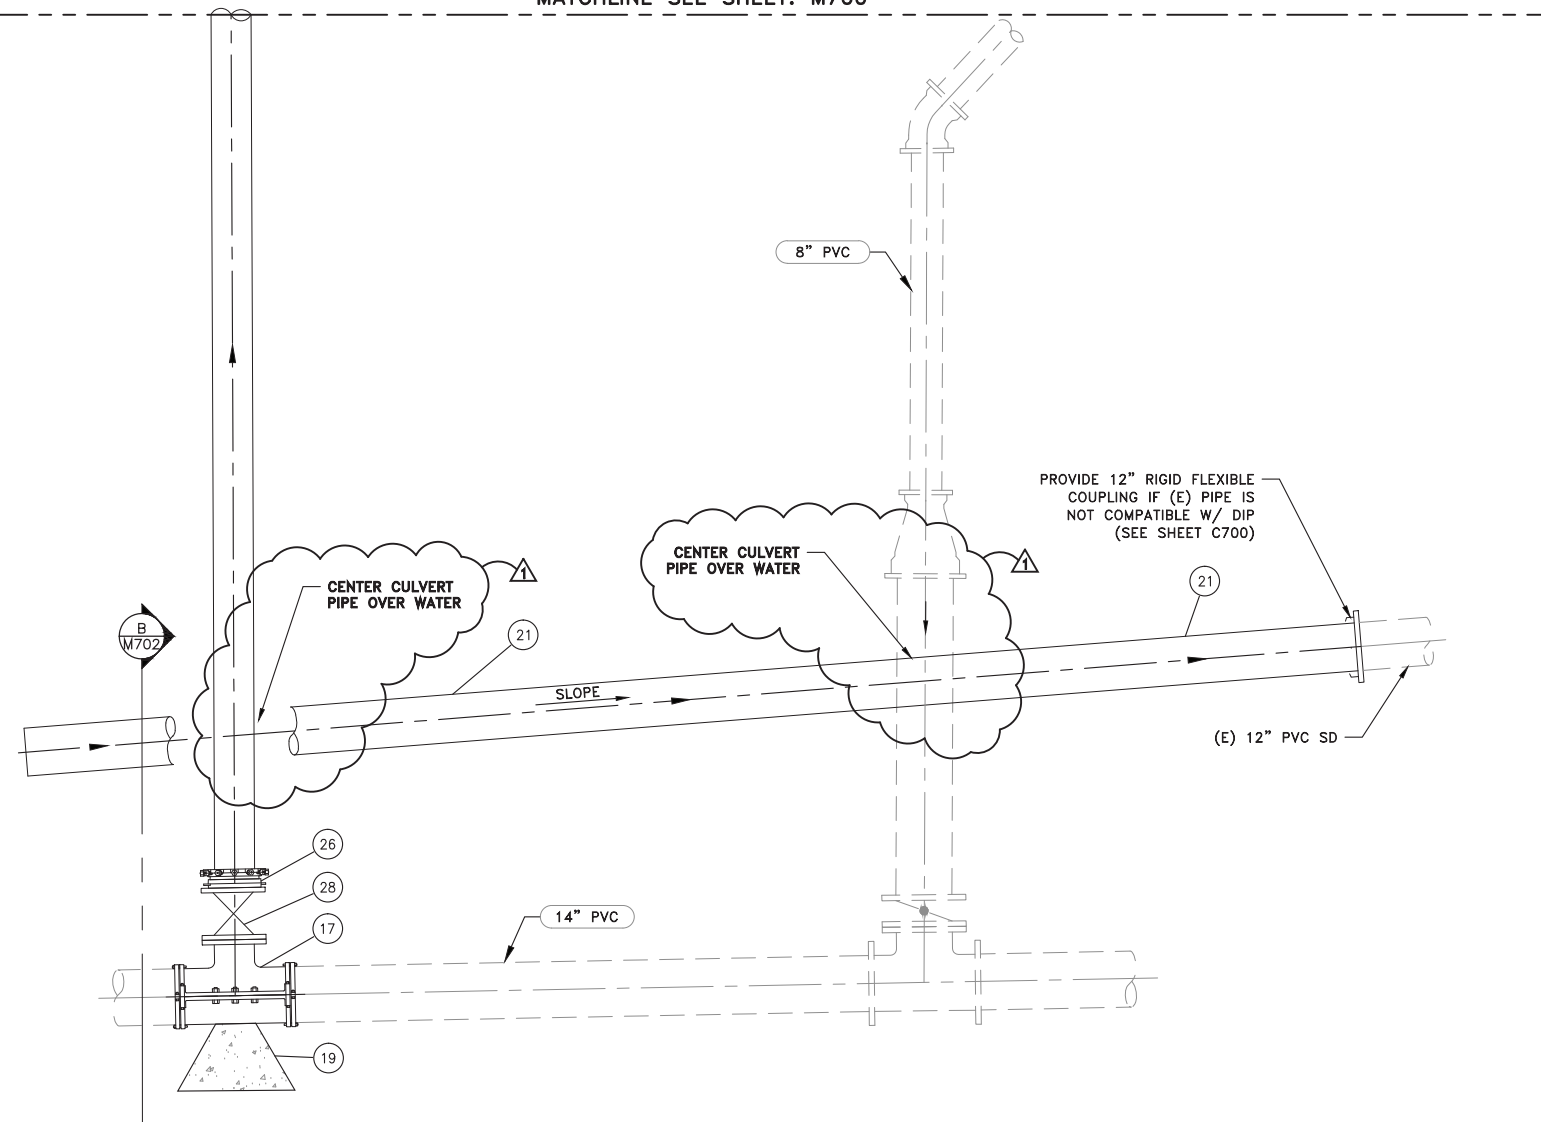 MATCHLINE SEE SHEET: M700
8" PVC
PROVIDE 12" RIGID FLEXIBLE
COUPLING IF (E) PIPE IS
NOT COMPATIBLE W/ DIP
(SEE SHEET C700)
CENTER CULVERT
PIPE OVER WATER
1
21
1
CENTER CULVERT
PIPE OVER WATER
B
M702
21
SLOPE
(E) 12" PVC SD
26
28
17
14" PVC
19